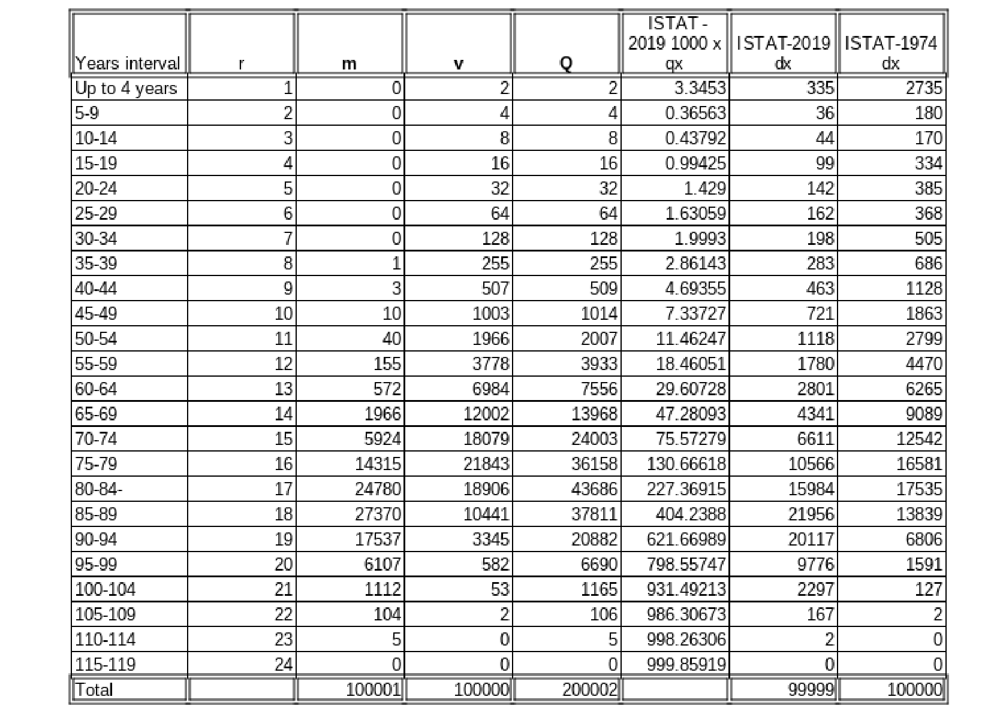 Years interval r m v Q ISTAT - 2019 1000 x qx ISTAT-2019 dx ISTAT-1974 dx
Up to 4 years 1 0 2 2 3.3453 335 2735
5-9 2 0 4 4 0.36563 36 180
10-14 3 0 8 8 0.43792 44 170
15-19 4 0 16 16 0.99425 99 334
20-24 5 0 32 32 1.429 142 385
25-29 6 0 64 64 1.63059 162 368
30-34 7 0 128 128 1.9993 198 505
35-39 8 1 255 255 2.86143 283 686
40-44 9 3 507 509 4.69355 463 1128
45-49 10 10 1003 1014 7.33727 721 1863
50-54 11 40 1966 2007 11.46247 1118 2799
55-59 12 155 3778 3933 18.46051 1780 4470
60-64 13 572 6984 7556 29.60728 2801 6265
65-69 14 1966 12002 13968 47.28093 4341 9089
70-74 15 5924 18079 24003 75.57279 6611 12542
75-79 16 14315 21843 36158 130.66618 10566 16581
80-84- 17 24780 18906 43686 227.36915 15984 17535
85-89 18 27370 10441 37811 404.2388 21956 13839
90-94 19 17537 3345 20882 621.66989 20117 6806
95-99 20 6107 582 6690 798.55747 9776 1591
100-104 21 1112 53 1165 931.49213 2297 127
105-109 22 104 2 106 986.30673 167 2
110-114 23 5 0 5 998.26306 2 0
115-119 24 0 0 0 999.85919 0 0
Total 100001 100000 200002 99999 100000